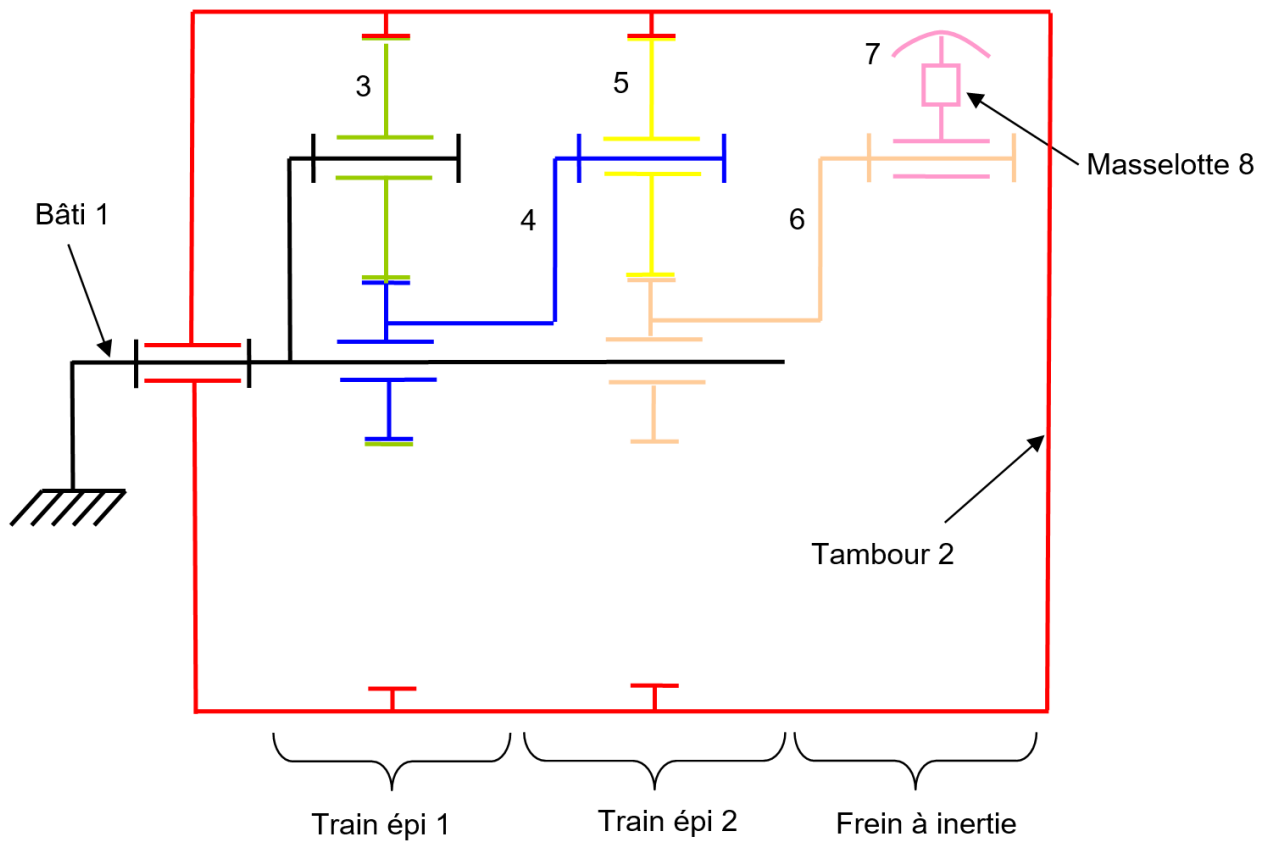 3
5
7
Masselotte 8
Bâti 1
4
6
Tambour 2
Train épi 1
Train épi 2
Frein à inertie